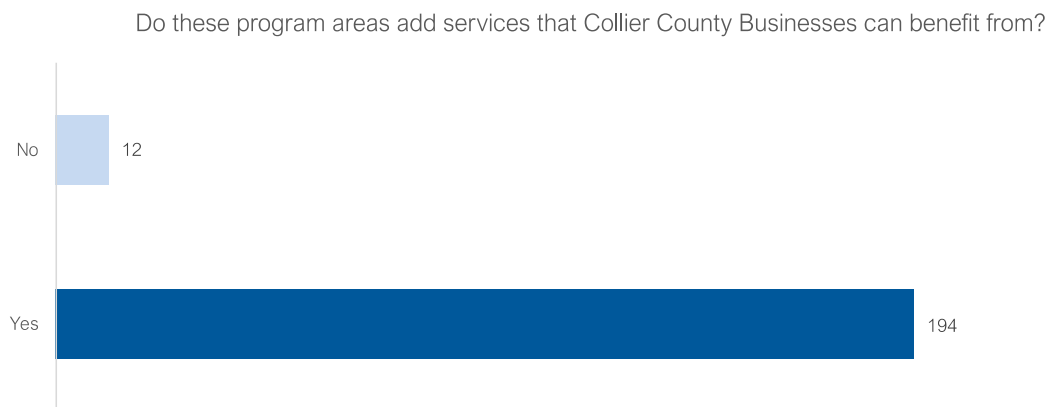 Do these program areas add services that Collier County Businesses can benefit from?
No
12
Yes
194